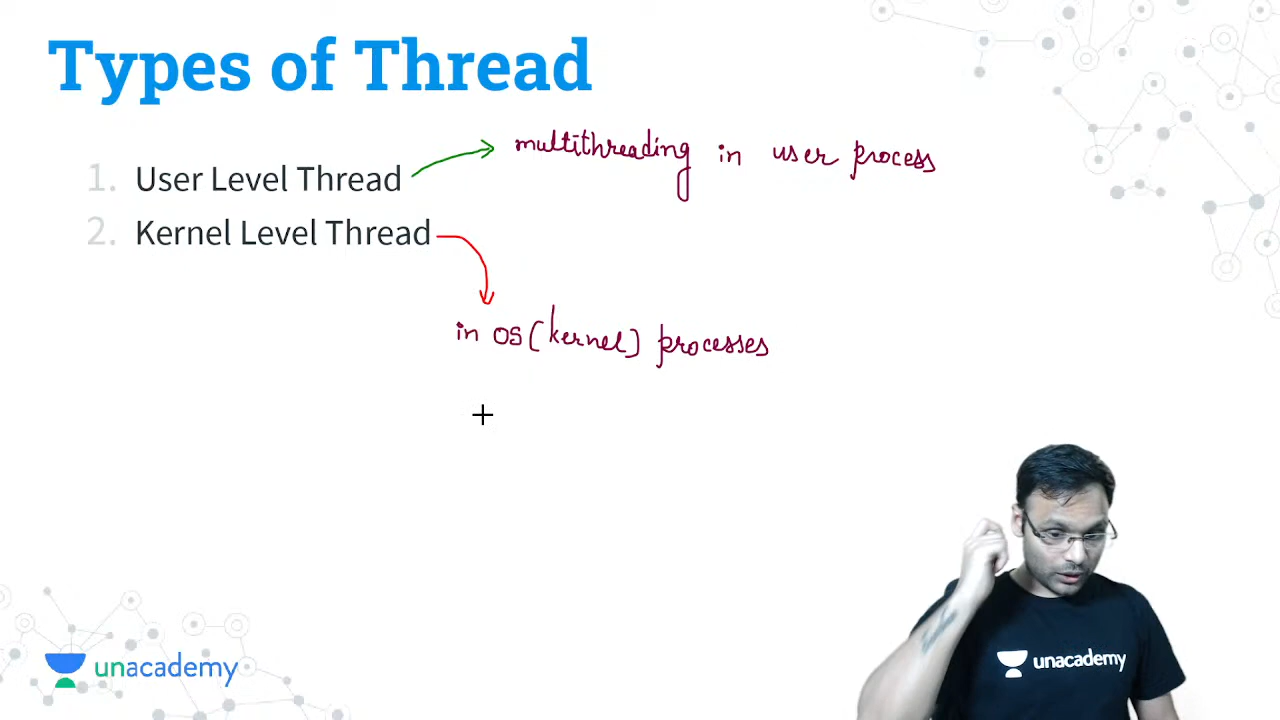 Types of Thread
multithreading in user process
1. User Level Thread
2. Kernel Level Thread
in OS (kernel) processes
unacademy
unacademy